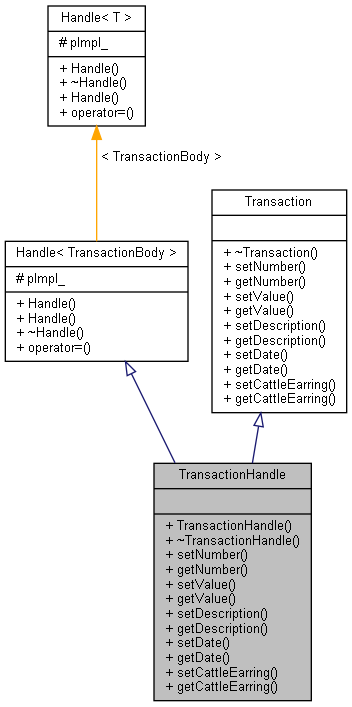 Handle< T >
# pImpl_
+ Handle()
+ ~Handle()
+ Handle()
+ operator=()
< TransactionBody >
Handle< TransactionBody >
# pImpl_
+ Handle()
+ Handle()
+ ~Handle()
+ operator=()
Transaction
+ ~Transaction()
+ setNumber()
+ getNumber()
+ setValue()
+ getValue()
+ setDescription()
+ getDescription()
+ setDate()
+ getDate()
+ setCattleEarring()
+ getCattleEarring()
TransactionHandle
+ TransactionHandle()
+ ~TransactionHandle()
+ setNumber()
+ getNumber()
+ setValue()
+ getValue()
+ setDescription()
+ getDescription()
+ setDate()
+ getDate()
+ setCattleEarring()
+ getCattleEarring()